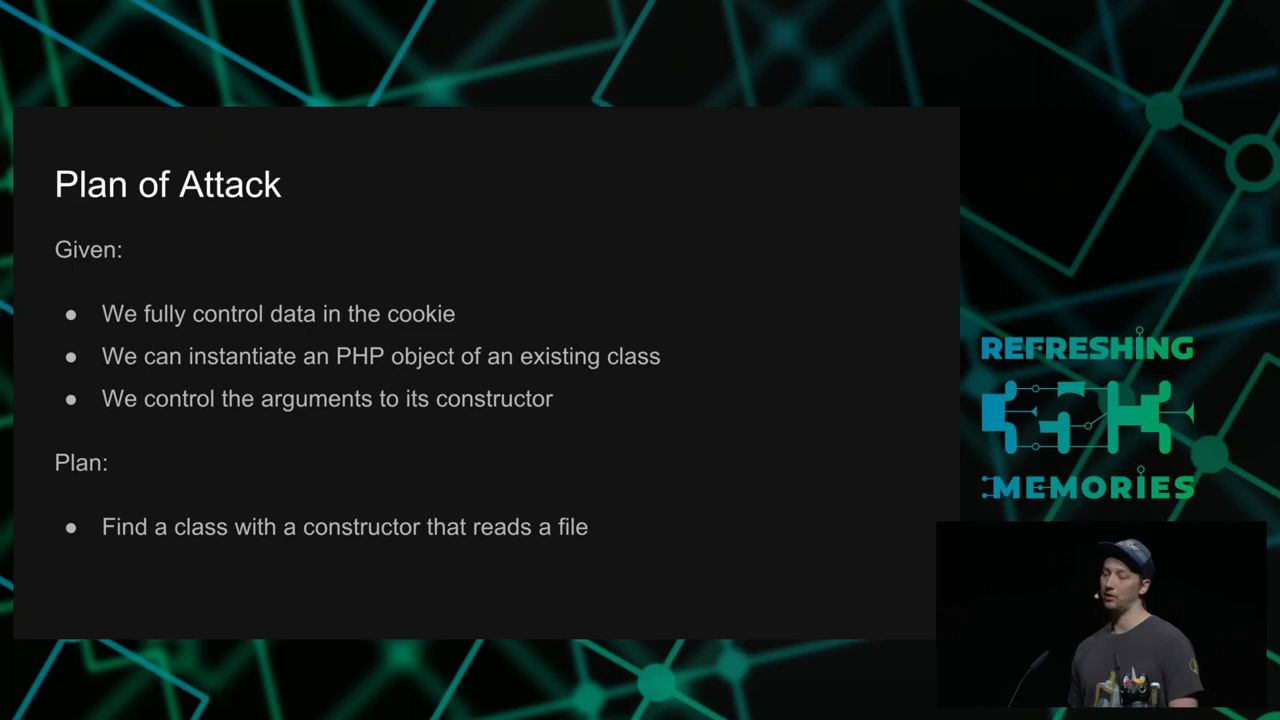 Plan of Attack
Given:
● We fully control data in the cookie
● We can instantiate an PHP object of an existing class
● We control the arguments to its constructor
Plan:
● Find a class with a constructor that reads a file
REFRESHING
MEMORIES